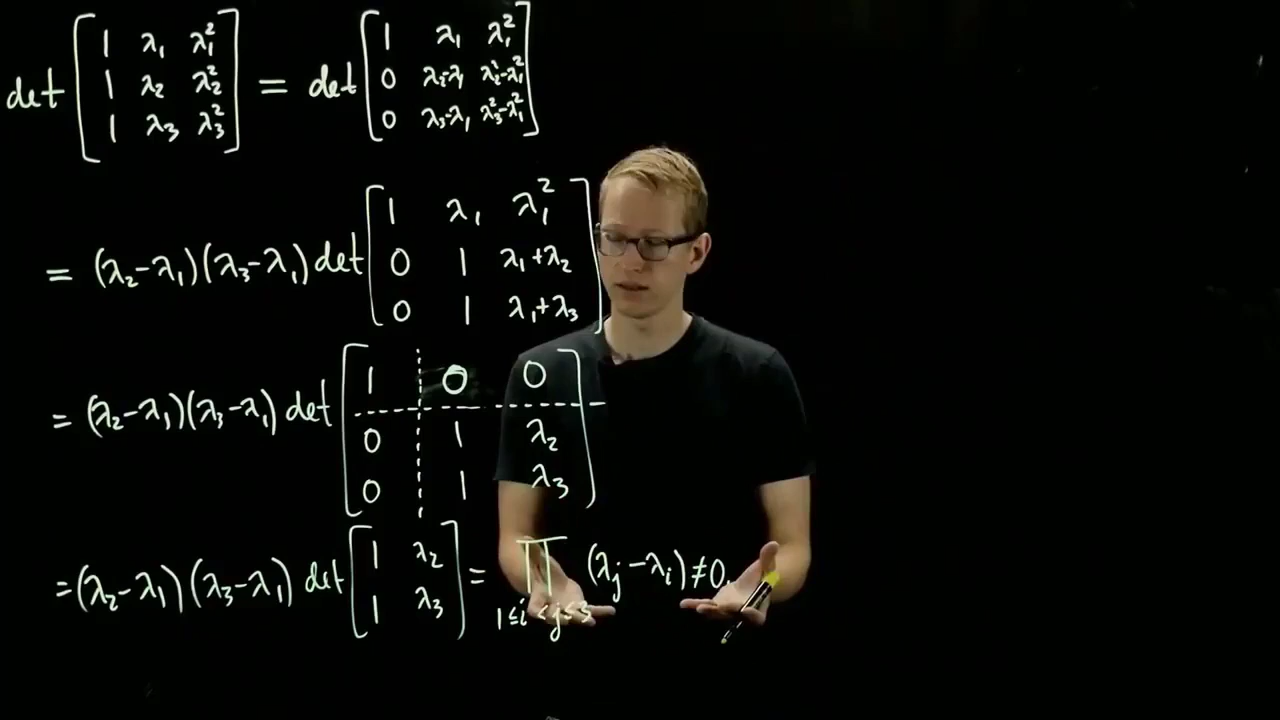 det [ 1 λ₁ λ₁² ; 1 λ₂ λ₂² ; 1 λ₃ λ₃² ] = det [ 1 λ₁ λ₁² ; 0 λ₂-λ₁ λ₂²-λ₁² ; 0 λ₃-λ₁ λ₃²-λ₁² ]
= (λ₂-λ₁)(λ₃-λ₁) det [ 1 λ₁ λ₁² ; 0 1 λ₁+λ₂ ; 0 1 λ₁+λ₃ ]
= (λ₂-λ₁)(λ₃-λ₁) det [ 1 0 0 ; 0 1 λ₂ ; 0 1 λ₃ ]
= (λ₂-λ₁)(λ₃-λ₁) det [ 1 λ₂ ; 1 λ₃ ] = ∏ 1≤i<j≤3 (λⱼ-λᵢ) ≠ 0.